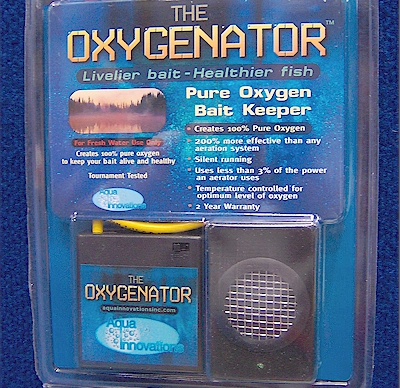 THE
OXYGENATOR™
Livelier bait - Healthier fish
Pure Oxygen
Bait Keeper
For Fresh Water Use Only
Creates 100% pure oxygen
to keep your bait alive and healthy
Tournament Tested
Aqua
Innovations
• Creates 100% Pure Oxygen
• 200% more effective than any
aeration system
• Silent running
• Uses less than 3% of the power
an aerator uses
• Temperature controlled for
optimum level of oxygen
• 2 Year Warranty
THE
OXYGENATOR
aquainnovationsinc.com
Aqua
Innovations